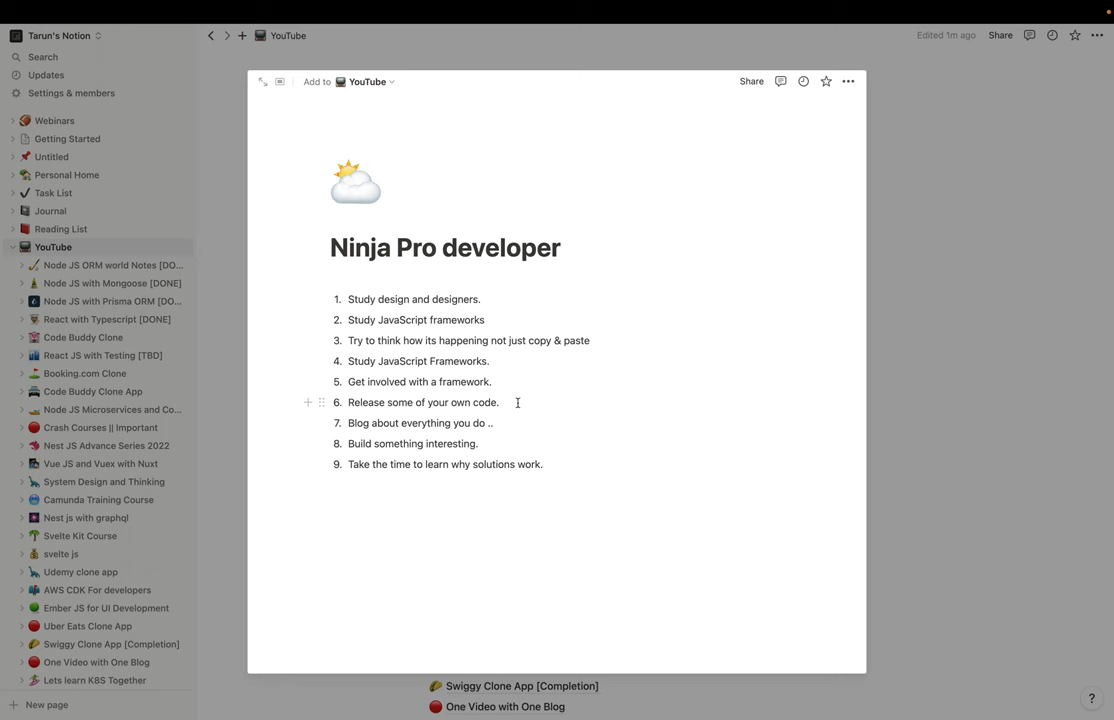 Tarun's Notion
Search
Updates
Settings & members
Webinars
Getting Started
Untitled
Personal Home
Task List
Journal
Reading List
YouTube
Node JS ORM world Notes [DO...
Node JS with Mongoose [DONE]
Node JS with Prisma ORM [DO...
React with Typescript [DONE]
Code Buddy Clone
React JS with Testing [TBD]
Booking.com Clone
Code Buddy Clone App
Node JS Microservices and Co...
Crash Courses || Important
Nest JS Advance Series 2022
Vue JS and Vuex with Nuxt
System Design and Thinking
Camunda Training Course
Nest js with graphql
Svelte Kit Course
svelte js
Udemy clone app
AWS CDK For developers
Ember JS for UI Development
Uber Eats Clone App
Swiggy Clone App [Completion]
One Video with One Blog
Lets learn K8S Together
New page
YouTube
Edited 1m ago
Share
Add to YouTube
Share
Ninja Pro developer
1. Study design and designers.
2. Study JavaScript frameworks
3. Try to think how its happening not just copy & paste
4. Study JavaScript Frameworks.
5. Get involved with a framework.
6. Release some of your own code.
7. Blog about everything you do ..
8. Build something interesting.
9. Take the time to learn why solutions work.
Swiggy Clone App [Completion]
One Video with One Blog
?